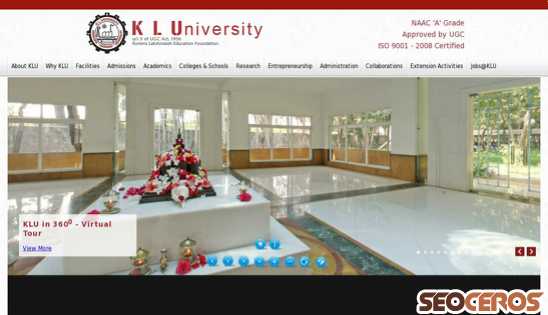 K L University
u/s 3 of UGC Act, 1956
Koneru Lakshmaiah Education Foundation
NAAC 'A' Grade
Approved by UGC
ISO 9001 - 2008 Certified
About KLU Why KLU Facilities Admissions Academics Colleges & Schools Research Entrepreneurship Administration Collaborations Extension Activities Jobs@KLU
KLU in 360⁰ - Virtual
Tour
View More
SEOCEROS